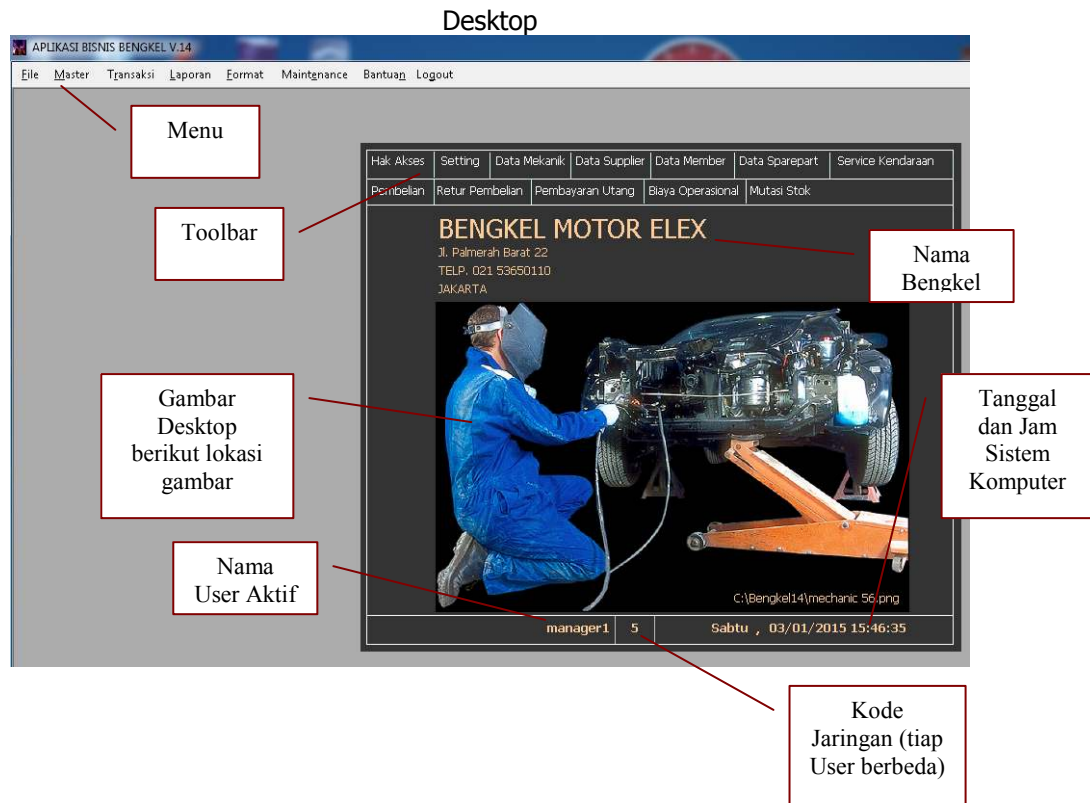 Desktop
APLIKASI BISNIS BENGKEL V.14
File Master Transaksi Laporan Format Maintenance Bantuan Logout
Menu
Hak Akses Setting Data Mekanik Data Supplier Data Member Data Sparepart Service Kendaraan
Pembelian Retur Pembelian Pembayaran Utang Biaya Operasional Mutasi Stok
Toolbar
BENGKEL MOTOR ELEX
Jl. Palmerah Barat 22
TELP. 021 53650110
JAKARTA
Nama
Bengkel
Gambar
Desktop
berikut lokasi
gambar
Tanggal
dan Jam
Sistem
Komputer
Nama
User Aktif
C:\Bengkel14\mechanic 56.png
manager1 5 Sabtu , 03/01/2015 15:46:35
Kode
Jaringan (tiap
User berbeda)